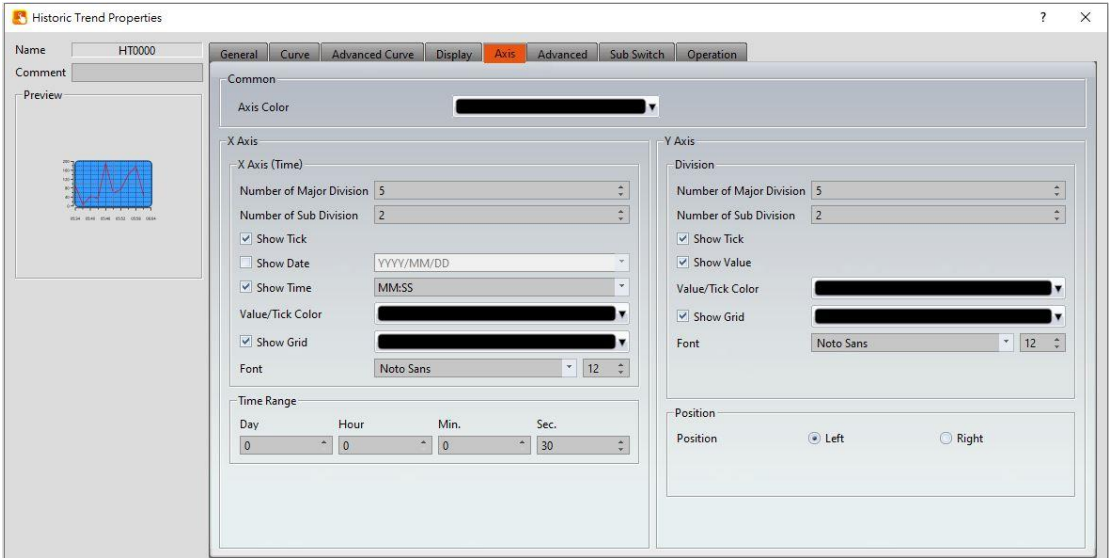 Historic Trend Properties
?
Name HT0000
Comment
Preview
General Curve Advanced Curve Display Axis Advanced Sub Switch Operation
Common
Axis Color
X Axis
X Axis (Time)
Number of Major Division 5
Number of Sub Division 2
Show Tick
Show Date YYYY/MM/DD
Show Time MM:SS
Value/Tick Color
Show Grid
Font Noto Sans 12
Time Range
Day Hour Min. Sec.
0 0 0 30
Y Axis
Division
Number of Major Division 5
Number of Sub Division 2
Show Tick
Show Value
Value/Tick Color
Show Grid
Font Noto Sans 12
Position
Position Left Right